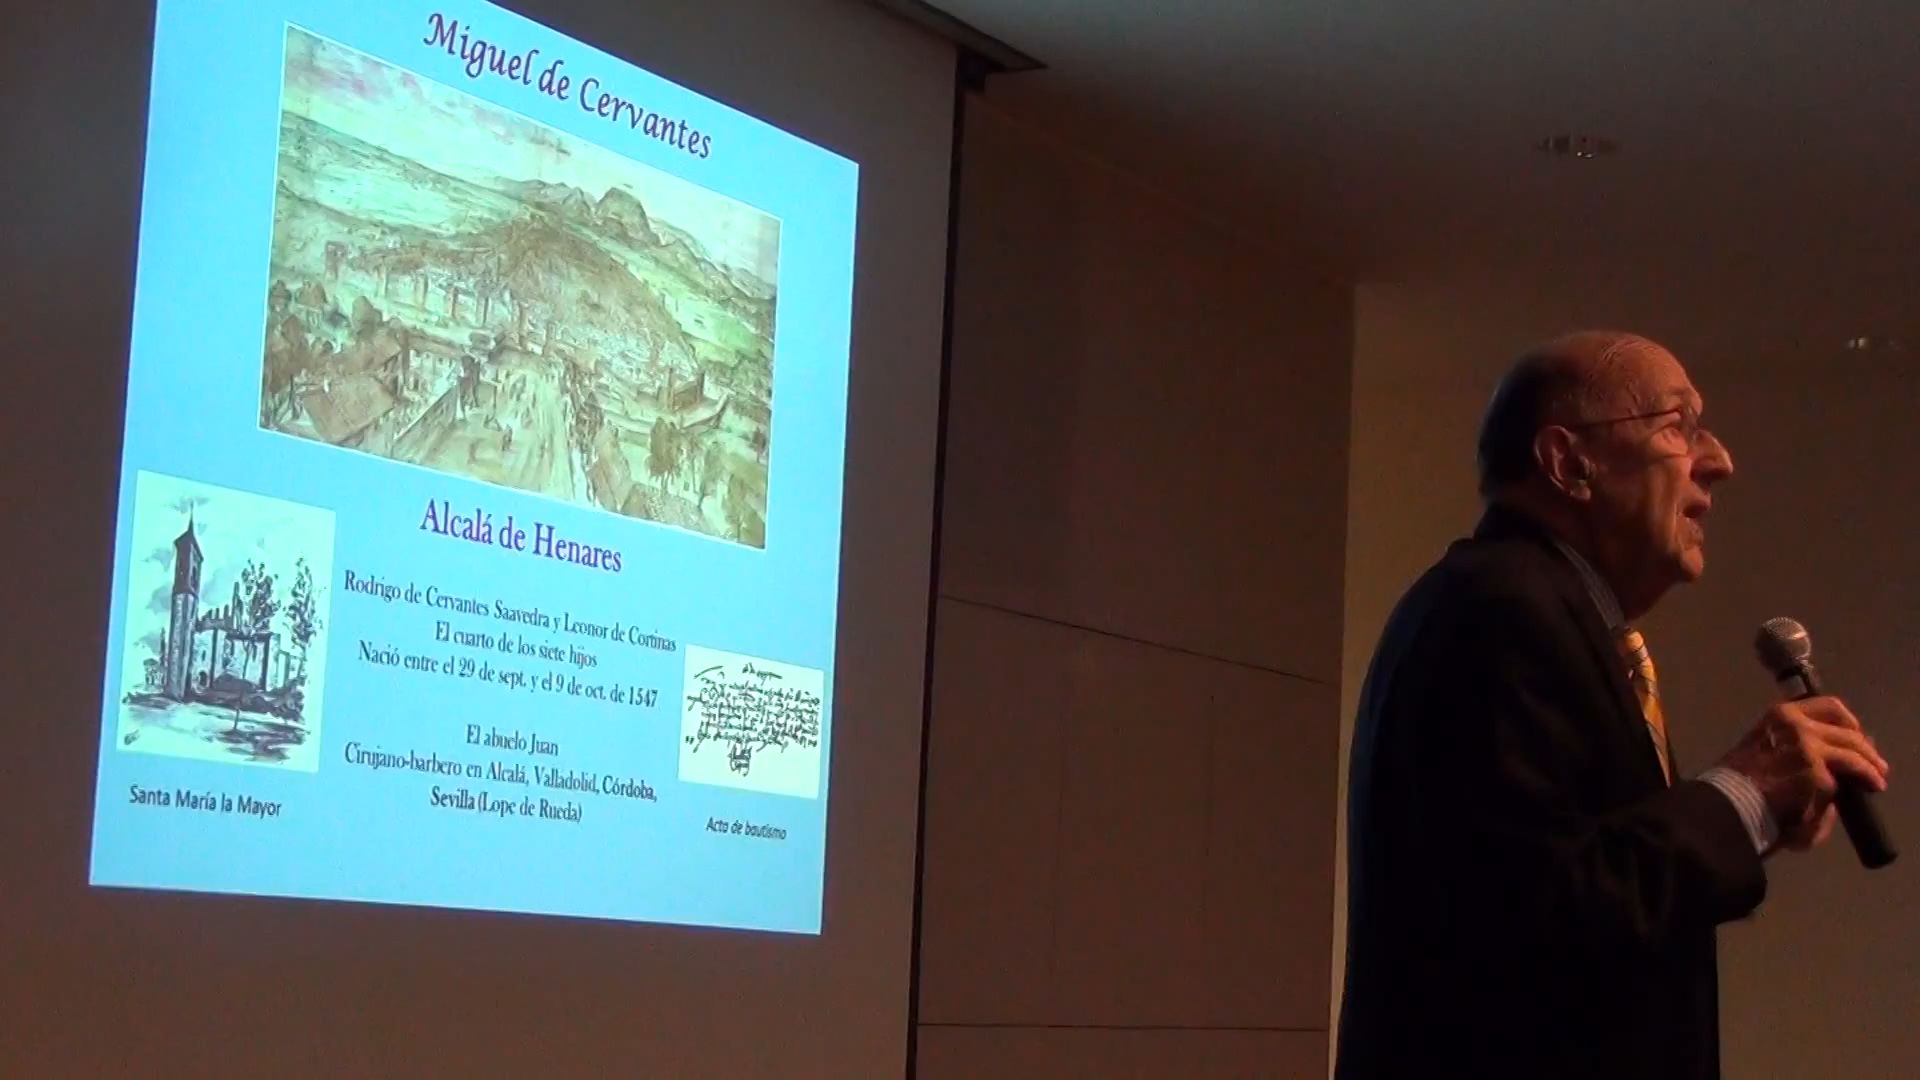 Miguel de Cervantes
Alcalá de Henares
Rodrigo de Cervantes Saavedra y Leonor de Cortinas
El cuarto de los siete hijos
Nació entre el 29 de sept. y el 9 de oct. de 1547
El abuelo Juan
Cirujano-barbero en Alcalá, Valladolid, Córdoba,
Sevilla (Lope de Rueda)
Santa María la Mayor
Acta de bautismo